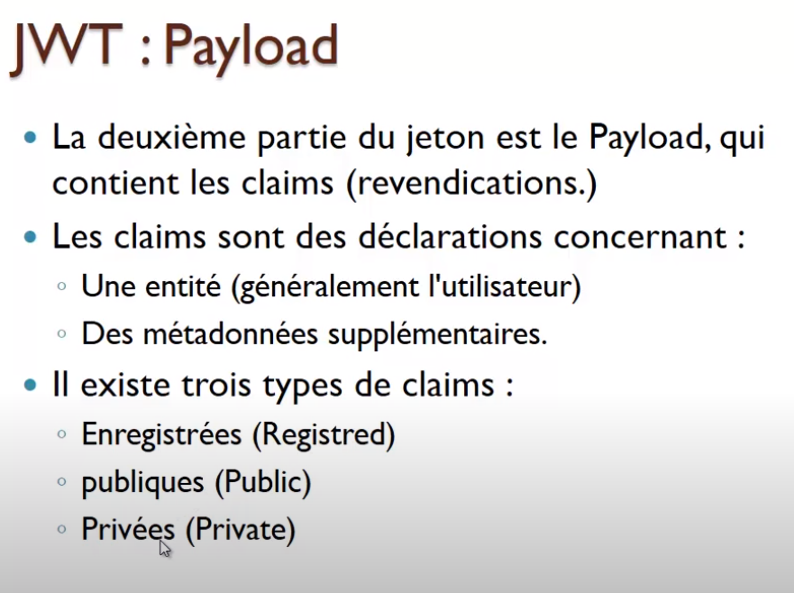 JWT : Payload
• La deuxième partie du jeton est le Payload, qui
contient les claims (revendications.)
• Les claims sont des déclarations concernant :
◦ Une entité (généralement l'utilisateur)
◦ Des métadonnées supplémentaires.
• Il existe trois types de claims :
◦ Enregistrées (Registred)
◦ publiques (Public)
◦ Privées (Private)